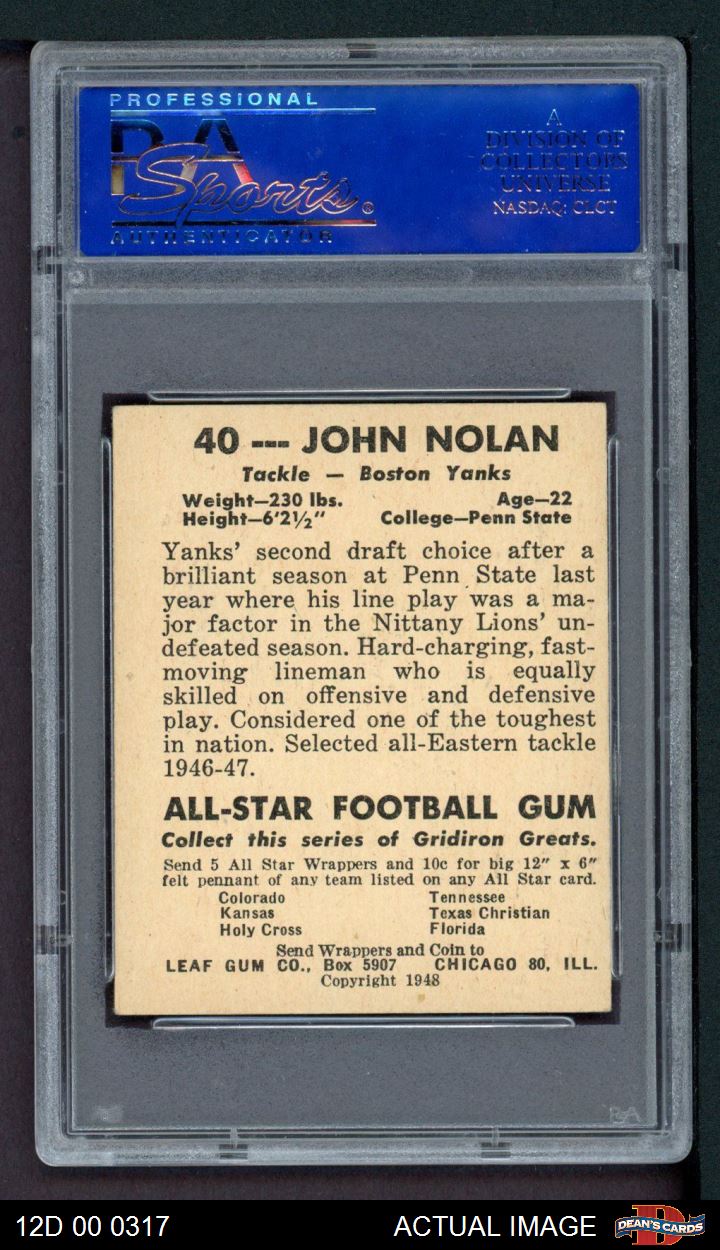 PROFESSIONAL
PSA
Sports®
AUTHENTICATOR
A
DIVISION OF
COLLECTORS
UNIVERSE
NASDAQ: CLCT
40 --- JOHN NOLAN
Tackle — Boston Yanks
Weight—230 lbs. Age—22
Height—6'2½" College—Penn State
Yanks' second draft choice after a
brilliant season at Penn State last
year where his line play was a ma-
jor factor in the Nittany Lions' un-
defeated season. Hard-charging, fast-
moving lineman who is equally
skilled on offensive and defensive
play. Considered one of the toughest
in nation. Selected all-Eastern tackle
1946-47.
ALL-STAR FOOTBALL GUM
Collect this series of Gridiron Greats.
Send 5 All Star Wrappers and 10c for big 12" x 6"
felt pennant of any team listed on any All Star card.
Colorado Tennessee
Kansas Texas Christian
Holy Cross Florida
Send Wrappers and Coin to
LEAF GUM CO., Box 5907 CHICAGO 80, ILL.
Copyright 1948
PSA
12D 00 0317 ACTUAL IMAGE DEAN'S CARDS